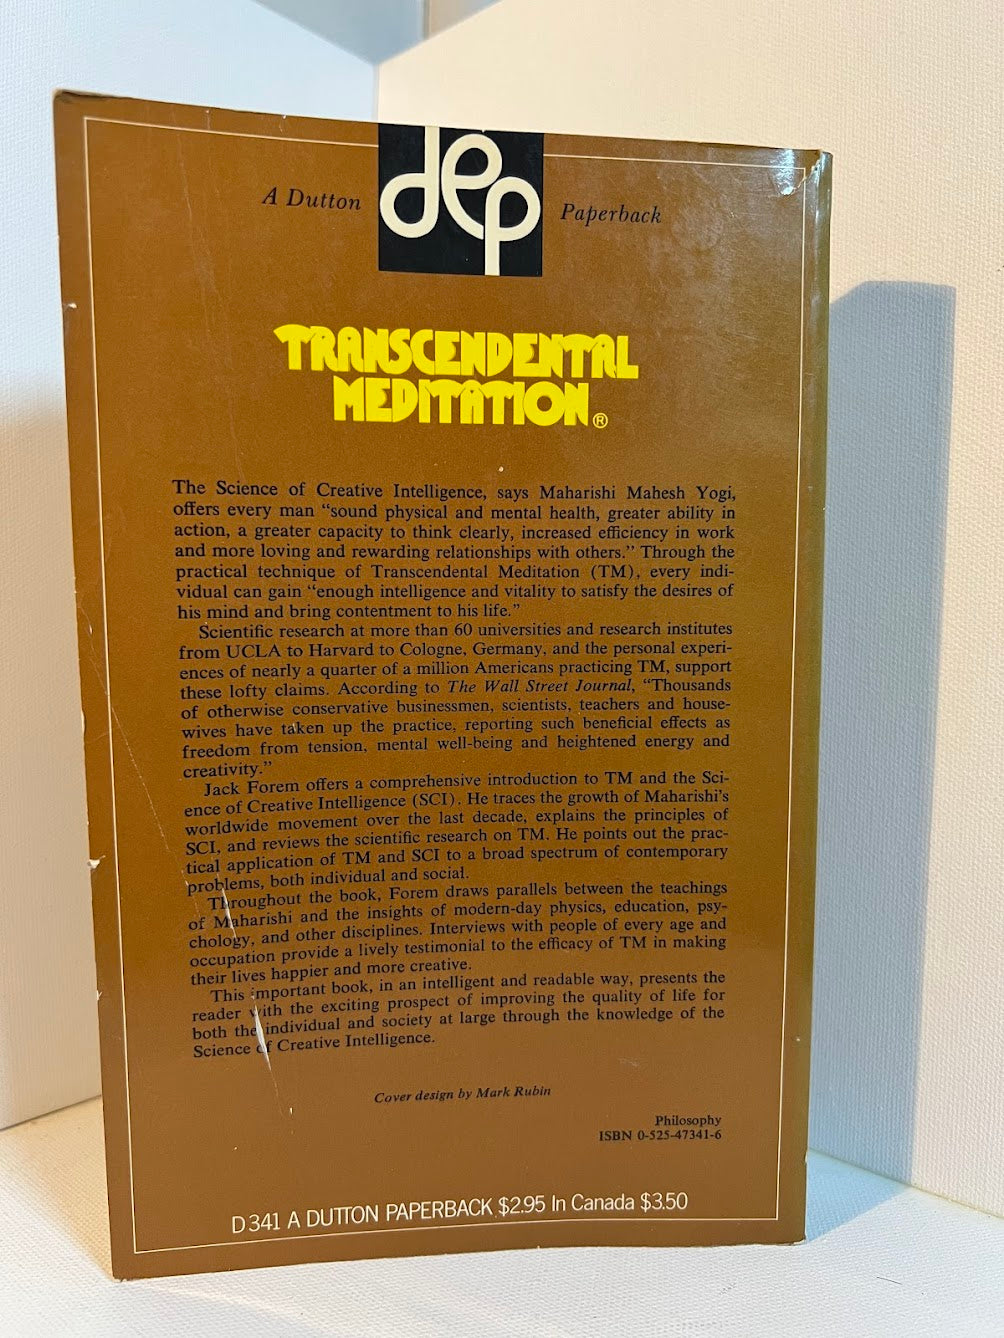 A Dutton dep Paperback
TRANSCENDENTAL
MEDITATION®
The Science of Creative Intelligence, says Maharishi Mahesh Yogi,
offers every man “sound physical and mental health, greater ability in
action, a greater capacity to think clearly, increased efficiency in work
and more loving and rewarding relationships with others.” Through the
practical technique of Transcendental Meditation (TM), every indi-
vidual can gain “enough intelligence and vitality to satisfy the desires of
his mind and bring contentment to his life.”
Scientific research at more than 60 universities and research institutes
from UCLA to Harvard to Cologne, Germany, and the personal experi-
ences of nearly a quarter of a million Americans practicing TM, support
these lofty claims. According to The Wall Street Journal, “Thousands
of otherwise conservative businessmen, scientists, teachers and house-
wives have taken up the practice, reporting such beneficial effects as
freedom from tension, mental well-being and heightened energy and
creativity.”
Jack Forem offers a comprehensive introduction to TM and the Sci-
ence of Creative Intelligence (SCI). He traces the growth of Maharishi's
worldwide movement over the last decade, explains the principles of
SCI, and reviews the scientific research on TM. He points out the prac-
tical application of TM and SCI to a broad spectrum of contemporary
problems, both individual and social.
Throughout the book, Forem draws parallels between the teachings
of Maharishi and the insights of modern-day physics, education, psy-
chology, and other disciplines. Interviews with people of every age and
occupation provide a lively testimonial to the efficacy of TM in making
their lives happier and more creative.
This important book, in an intelligent and readable way, presents the
reader with the exciting prospect of improving the quality of life for
both the individual and society at large through the knowledge of the
Science of Creative Intelligence.
Cover design by Mark Rubin
Philosophy
ISBN 0-525-47341-6
D341 A DUTTON PAPERBACK $2.95 In Canada $3.50